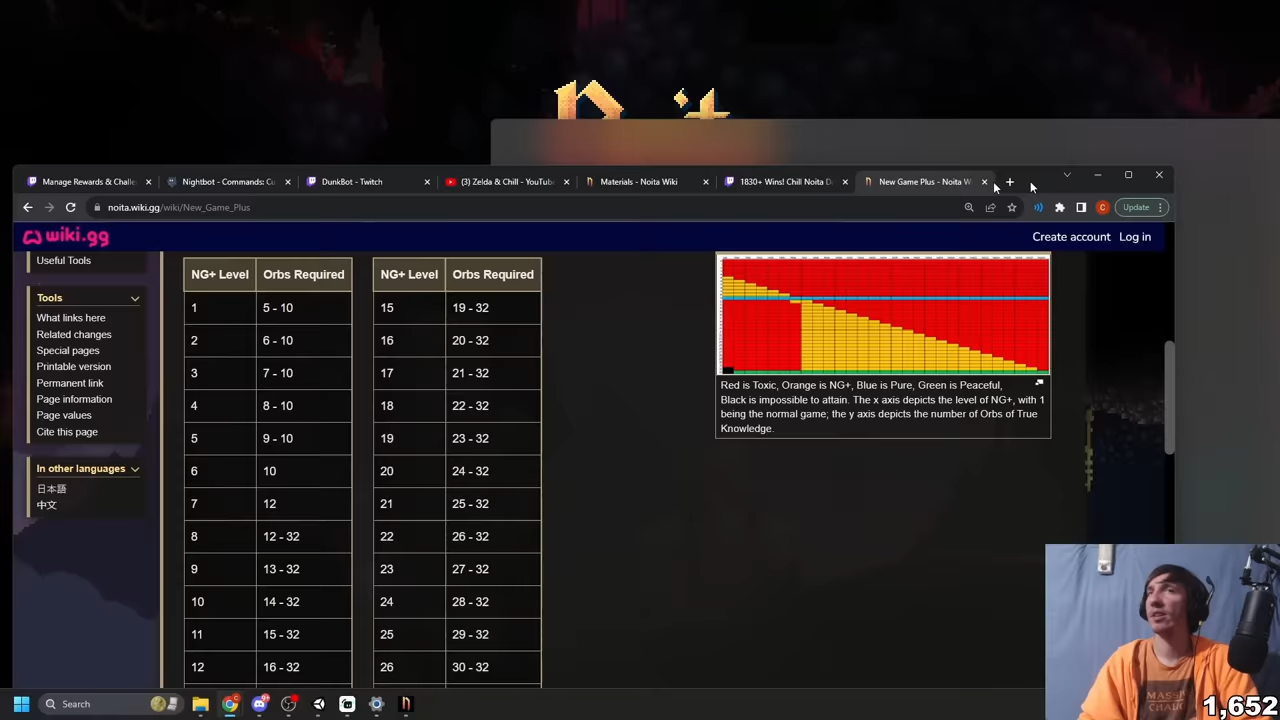 Manage Rewards & Challe
Nightbot - Commands: Cu
DunkBot - Twitch
(3) Zelda & Chill - YouTube
Materials - Noita Wiki
1830+ Wins! Chill Noita D
New Game Plus - Noita W
noita.wiki.gg/wiki/New_Game_Plus
Update
wiki.gg
Create account
Log in
Useful Tools
Tools
What links here
Related changes
Special pages
Printable version
Permanent link
Page information
Page values
Cite this page
In other languages
日本語
中文
NG+ Level Orbs Required
1 5 - 10
2 6 - 10
3 7 - 10
4 8 - 10
5 9 - 10
6 10
7 12
8 12 - 32
9 13 - 32
10 14 - 32
11 15 - 32
12 16 - 32
NG+ Level Orbs Required
15 19 - 32
16 20 - 32
17 21 - 32
18 22 - 32
19 23 - 32
20 24 - 32
21 25 - 32
22 26 - 32
23 27 - 32
24 28 - 32
25 29 - 32
26 30 - 32
Red is Toxic, Orange is NG+, Blue is Pure, Green is Peaceful,
Black is impossible to attain. The x axis depicts the level of NG+, with 1
being the normal game; the y axis depicts the number of Orbs of True
Knowledge.
MASS
Search
1,652